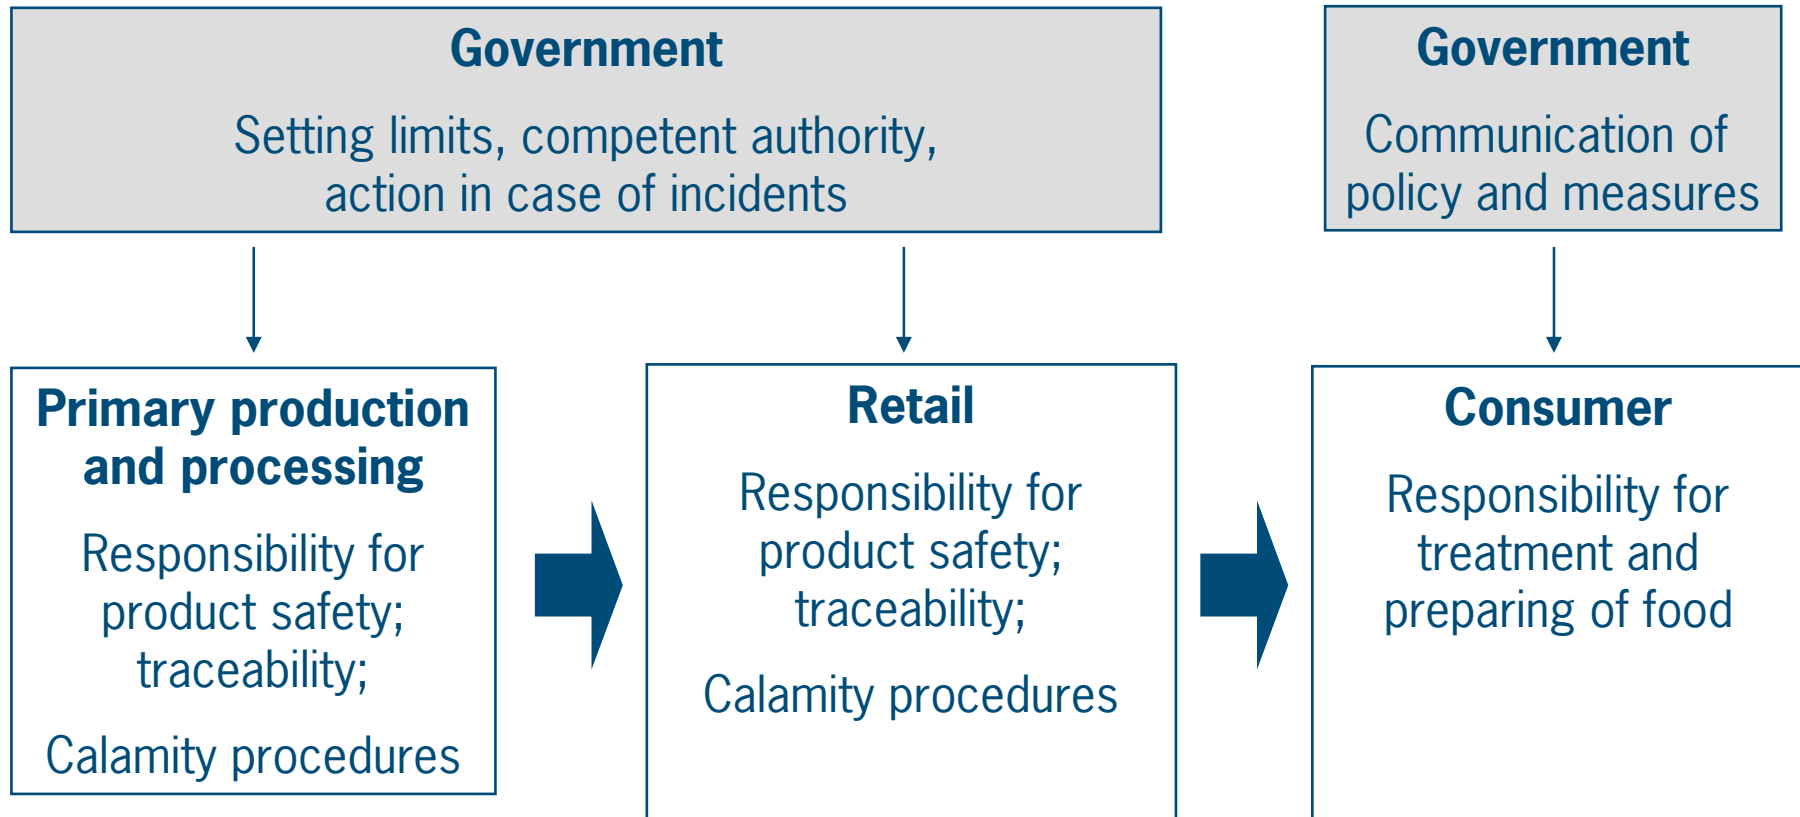 Government
Setting limits, competent authority,
action in case of incidents
Government
Communication of
policy and measures
Primary production
and processing
Responsibility for
product safety;
traceability;
Calamity procedures
Retail
Responsibility for
product safety;
traceability;
Calamity procedures
Consumer
Responsibility for
treatment and
preparing of food